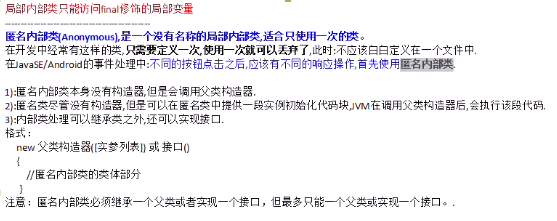 局部内部类只能访问final修饰的局部变量
----------------------------------------
匿名内部类(Anonymous),是一个没有名称的局部内部类,适合只使用一次的类。
在开发中经常有这样的类,只需要定义一次,使用一次就可以丢弃了,此时:不应该白白定义在一个文件中.
在JavaSE/Android的事件处理中:不同的按钮点击之后,应该有不同的响应操作,首先使用匿名内部类.
1):匿名内部类本身没有构造器,但是会调用父类构造器.
2):匿名类尽管没有构造器,但是可以在匿名类中提供一段实例初始化代码块,JVM在调用父类构造器后,会执行该段代码.
3):内部类处理可以继承类之外,还可以实现接口.
格式：
new 父类构造器([实参列表]) 或 接口()
{
//匿名内部类的类体部分
}
注意：匿名内部类必须继承一个父类或者实现一个接口，但最多只能一个父类或实现一个接口。.